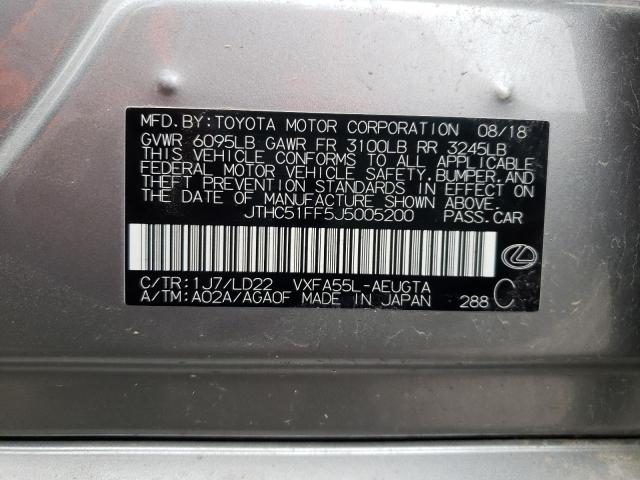 MFD. BY: TOYOTA MOTOR CORPORATION 08/18
GVWR 6095LB GAWR FR 3100LB RR 3245LB
THIS VEHICLE CONFORMS TO ALL APPLICABLE
FEDERAL MOTOR VEHICLE SAFETY, BUMPER, AND
THEFT PREVENTION STANDARDS IN EFFECT ON
THE DATE OF MANUFACTURE SHOWN ABOVE.
JTHC51FF5J5005200 PASS. CAR
C/TR: 1J7/LD22 VXFA55L-AEUGTA
A/TM: A02A/AGA0F MADE IN JAPAN 288 C